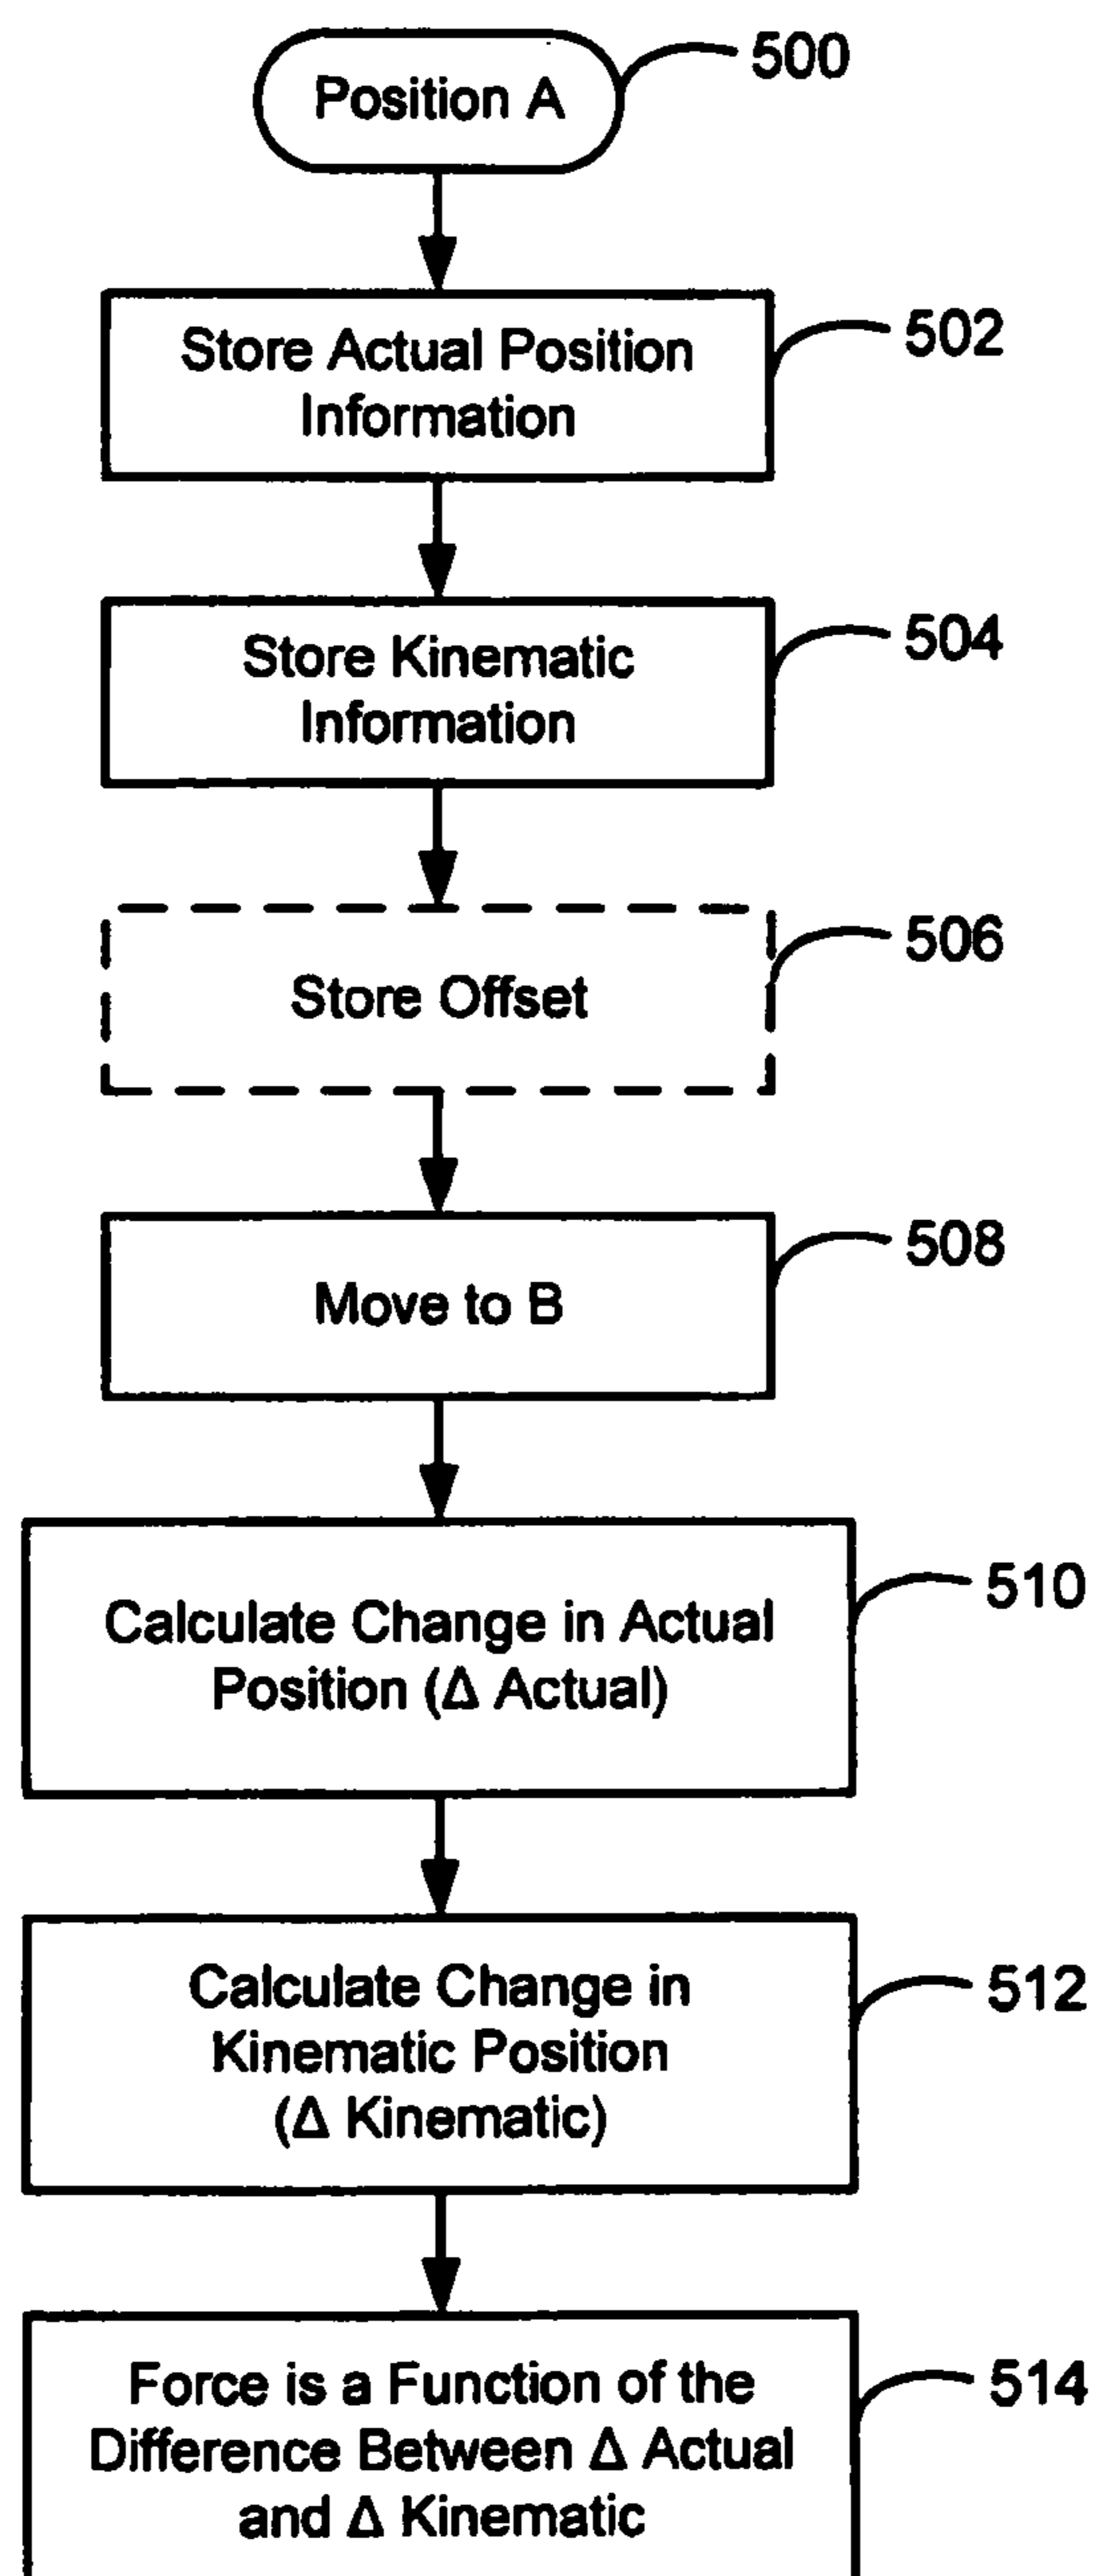 Position A
500
Store Actual Position
Information
502
Store Kinematic
Information
504
Store Offset
506
Move to B
508
Calculate Change in Actual
Position (Δ Actual)
510
Calculate Change in
Kinematic Position
(Δ Kinematic)
512
Force is a Function of the
Difference Between Δ Actual
and Δ Kinematic
514